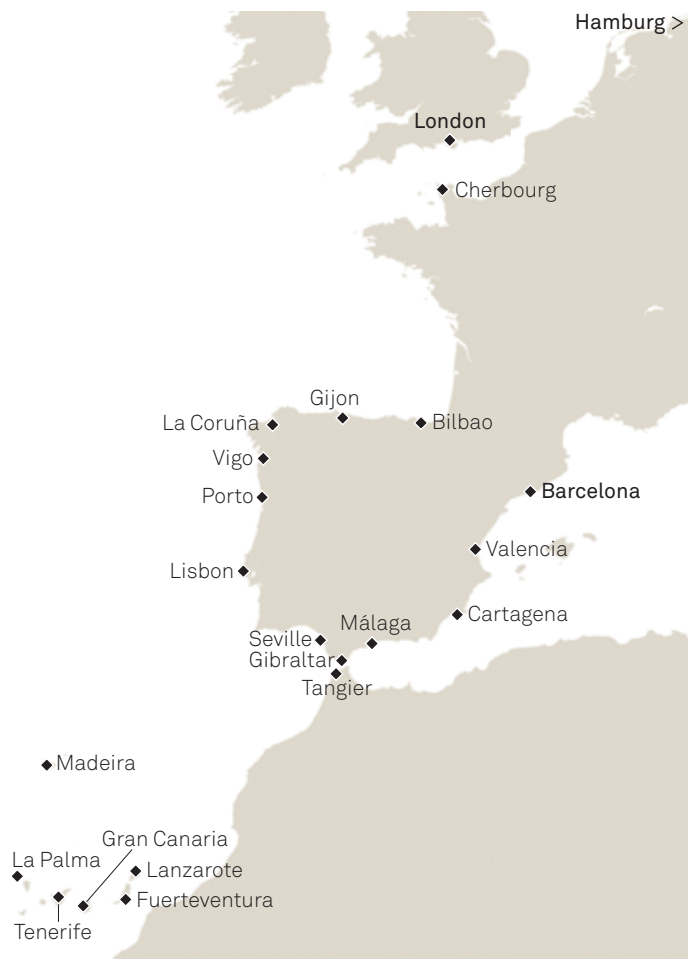 Hamburg >
London
Cherbourg
Gijon
La Coruña
Bilbao
Vigo
Barcelona
Porto
Valencia
Lisbon
Cartagena
Málaga
Seville
Gibraltar
Tangier
Madeira
Gran Canaria
La Palma
Lanzarote
Fuerteventura
Tenerife